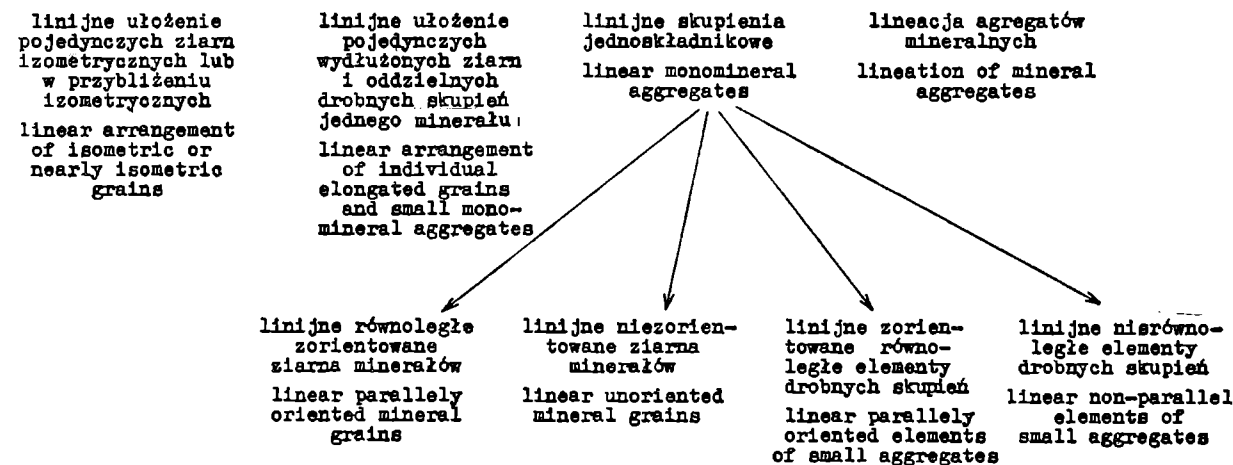 linijne ułożenie
pojedynczych ziarn
izometrycznych lub
w przybliżeniu
izometrycznych
linear arrangement
of isometric or
nearly isometric
grains
linijne ułożenie
pojedynczych
wydłużonych ziarn
i oddzielnych
drobnych skupień
jednego minerału
linear arrangement
of individual
elongated grains
and small mono-
mineral aggregates
linijne skupienia
jednoskładnikowe
linear monomineral
aggregates
lineacja agregatów
mineralnych
lineation of mineral
aggregates
linijne równoległe
zorientowane
ziarna minerałów
linear parallely
oriented mineral
grains
linijne niezorien-
towane ziarna
minerałów
linear unoriented
mineral grains
linijne zorien-
towane równo-
ległe elementy
drobnych skupień
linear parallely
oriented elements
of small aggregates
linijne nierówno-
ległe elementy
drobnych skupień
linear non-parallel
elements of
small aggregates